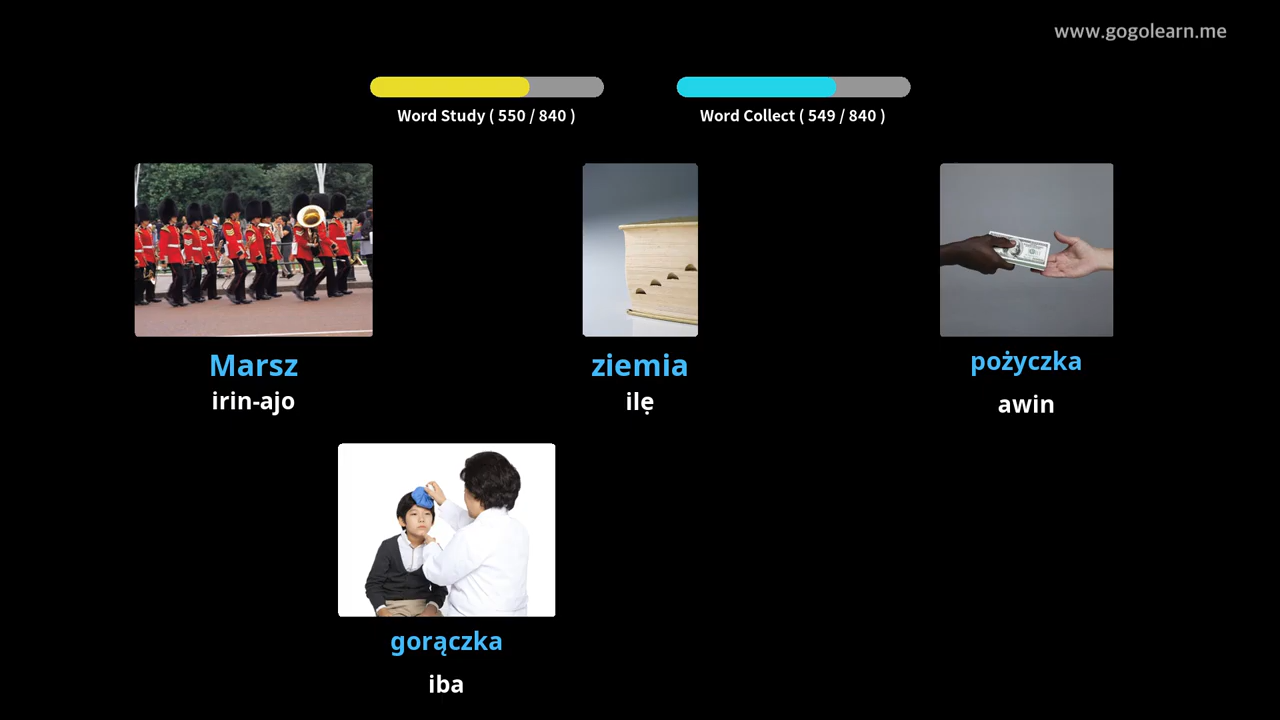 www.gogolearn.me
Word Study ( 550 / 840 )
Word Collect ( 549 / 840 )
Marsz
irin-ajo
ziemia
ilẹ
pożyczka
awin
gorączka
iba